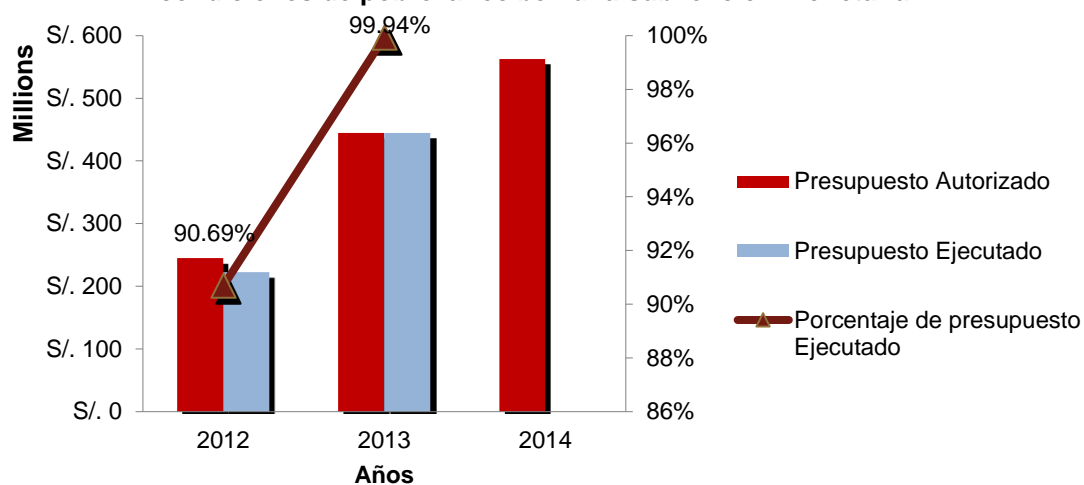 S/. 600
S/. 500
S/. 400
S/. 300
S/. 200
S/. 100
S/. 0
Millions
90.69%
99.94%
100%
98%
96%
94%
92%
90%
88%
86%
2012
2013
2014
Años
Presupuesto Autorizado
Presupuesto Ejecutado
Porcentaje de presupuesto
Ejecutado